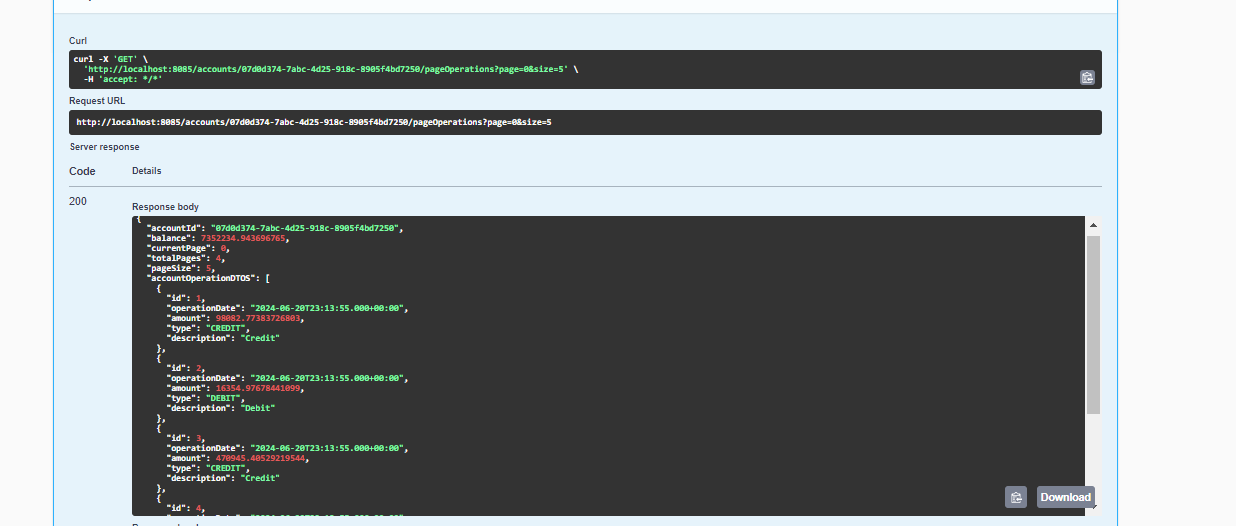 Curl
curl -X 'GET' \
'http://localhost:8085/accounts/07d0d374-7abc-4d25-918c-8905f4bd7250/pageOperations?page=0&size=5' \
-H 'accept: */*'
Request URL
http://localhost:8085/accounts/07d0d374-7abc-4d25-918c-8905f4bd7250/pageOperations?page=0&size=5
Server response
Code Details
200
Response body
{
"accountId": "07d0d374-7abc-4d25-918c-8905f4bd7250",
"balance": 7352234.943696765,
"currentPage": 0,
"totalPages": 4,
"pageSize": 5,
"accountOperationDTOS": [
{
"id": 1,
"operationDate": "2024-06-20T23:13:55.000+00:00",
"amount": 98082.77383726803,
"type": "CREDIT",
"description": "Credit"
},
{
"id": 2,
"operationDate": "2024-06-20T23:13:55.000+00:00",
"amount": 16354.97678441099,
"type": "DEBIT",
"description": "Debit"
},
{
"id": 3,
"operationDate": "2024-06-20T23:13:55.000+00:00",
"amount": 470945.40529219544,
"type": "CREDIT",
"description": "Credit"
},
{
"id": 4,
Download